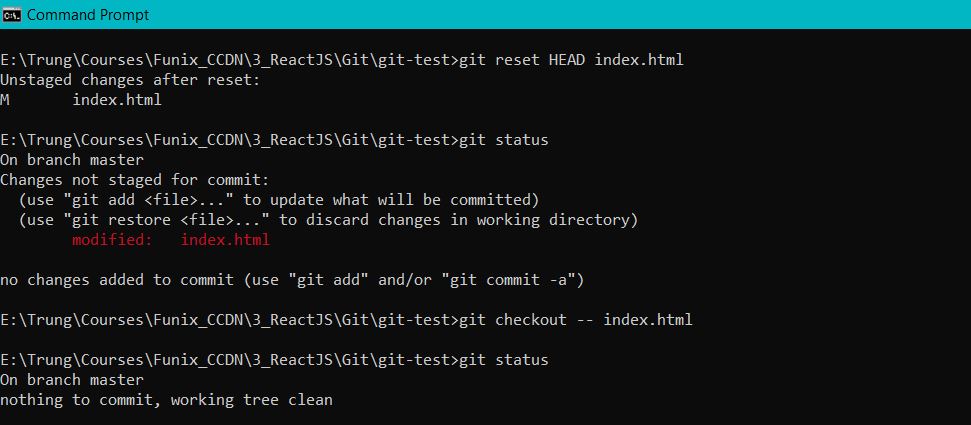 Command Prompt
E:\Trung\Courses\Funix_CCDN\3_ReactJS\Git\git-test>git reset HEAD index.html
Unstaged changes after reset:
M       index.html
E:\Trung\Courses\Funix_CCDN\3_ReactJS\Git\git-test>git status
On branch master
Changes not staged for commit:
  (use "git add <file>..." to update what will be committed)
  (use "git restore <file>..." to discard changes in working directory)
        modified:   index.html
no changes added to commit (use "git add" and/or "git commit -a")
E:\Trung\Courses\Funix_CCDN\3_ReactJS\Git\git-test>git checkout -- index.html
E:\Trung\Courses\Funix_CCDN\3_ReactJS\Git\git-test>git status
On branch master
nothing to commit, working tree clean